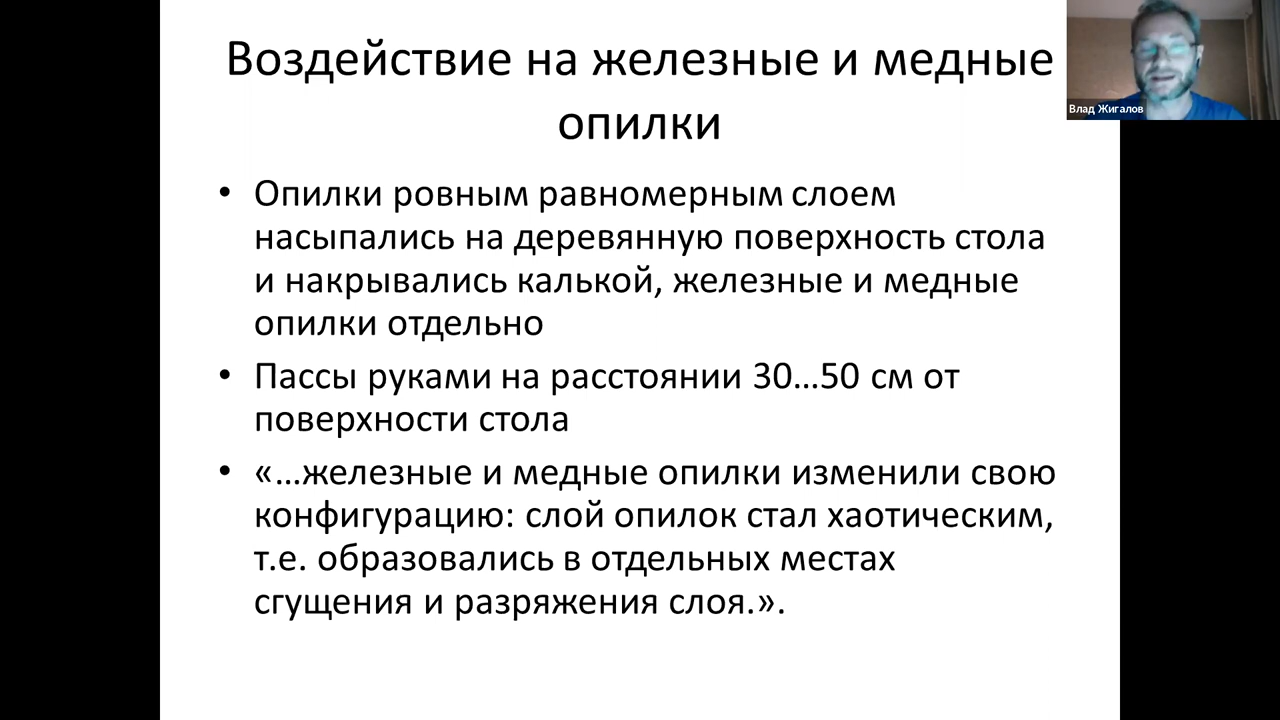 Воздействие на железные и медные
опилки
Влад Жигалов
• Опилки ровным равномерным слоем
насыпались на деревянную поверхность стола
и накрывались калькой, железные и медные
опилки отдельно
• Пассы руками на расстоянии 30…50 см от
поверхности стола
• «…железные и медные опилки изменили свою
конфигурацию: слой опилок стал хаотическим,
т.е. образовались в отдельных местах
сгущения и разряжения слоя.».